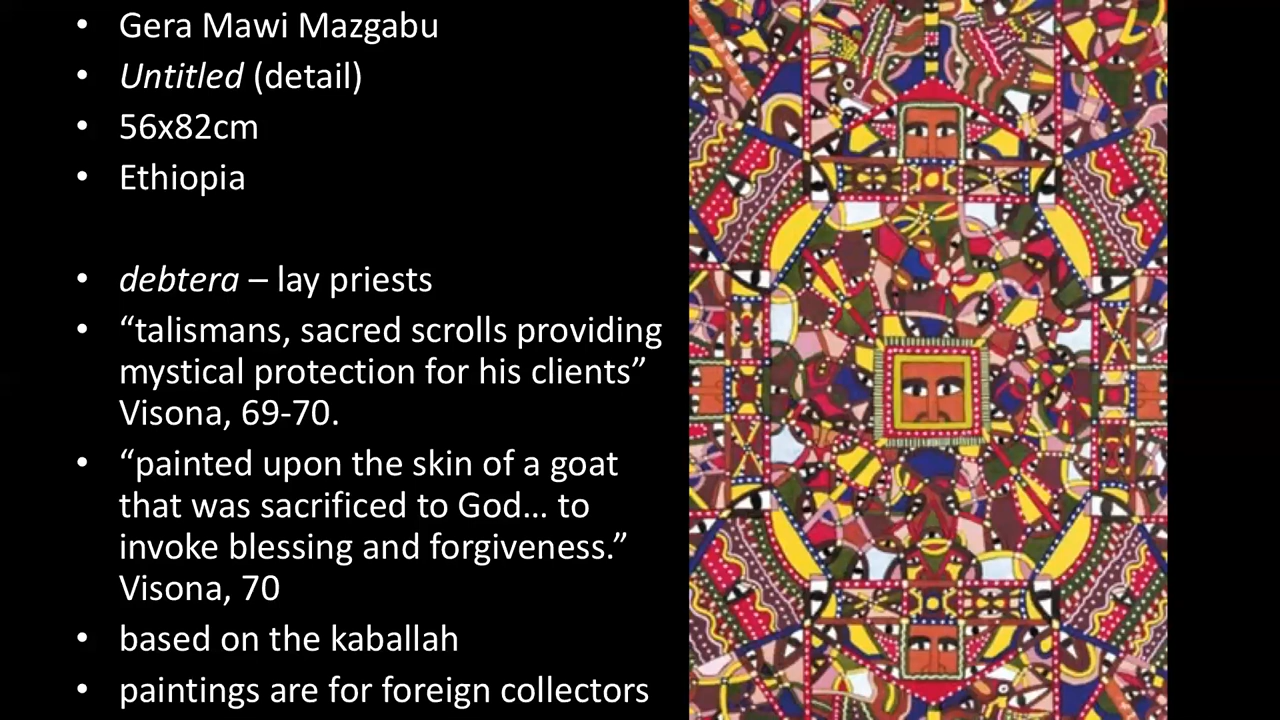 • Gera Mawi Mazgabu
• Untitled (detail)
• 56x82cm
• Ethiopia
• debtera – lay priests
• “talismans, sacred scrolls providing
mystical protection for his clients”
Visona, 69-70.
• “painted upon the skin of a goat
that was sacrificed to God… to
invoke blessing and forgiveness.”
Visona, 70
• based on the kaballah
• paintings are for foreign collectors